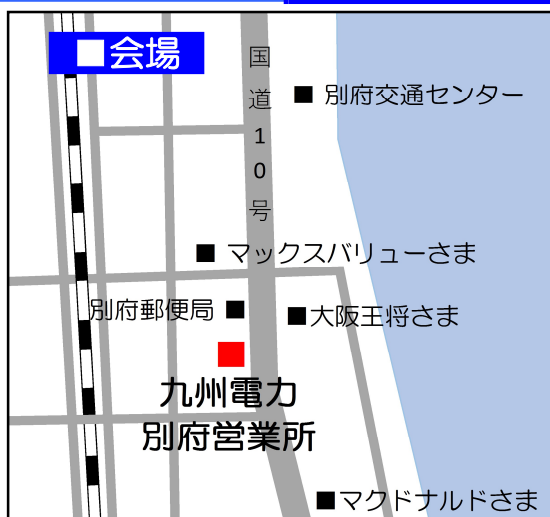 ■会場
国道10号
■ 別府交通センター
■ マックスバリューさま
別府郵便局 ■
■大阪王将さま
九州電力
別府営業所
■マクドナルドさま